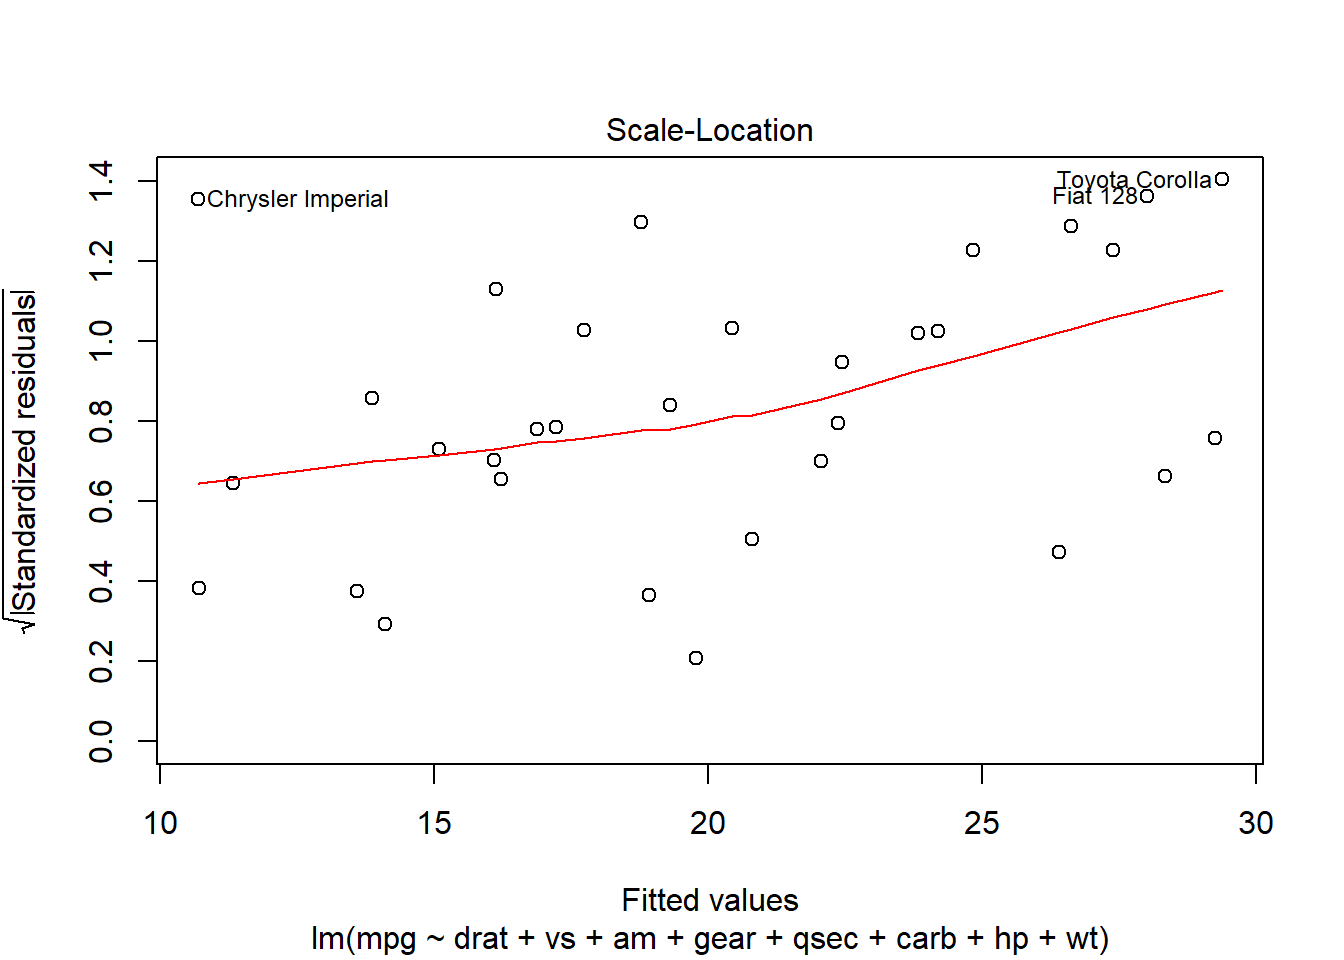 Scale-Location
√|Standardized residuals|
1.4
1.2
1.0
0.8
0.6
0.4
0.2
0.0
Chrysler Imperial
Toyota Corolla
Fiat 128
10 15 20 25 30
Fitted values
lm(mpg ~ drat + vs + am + gear + qsec + carb + hp + wt)